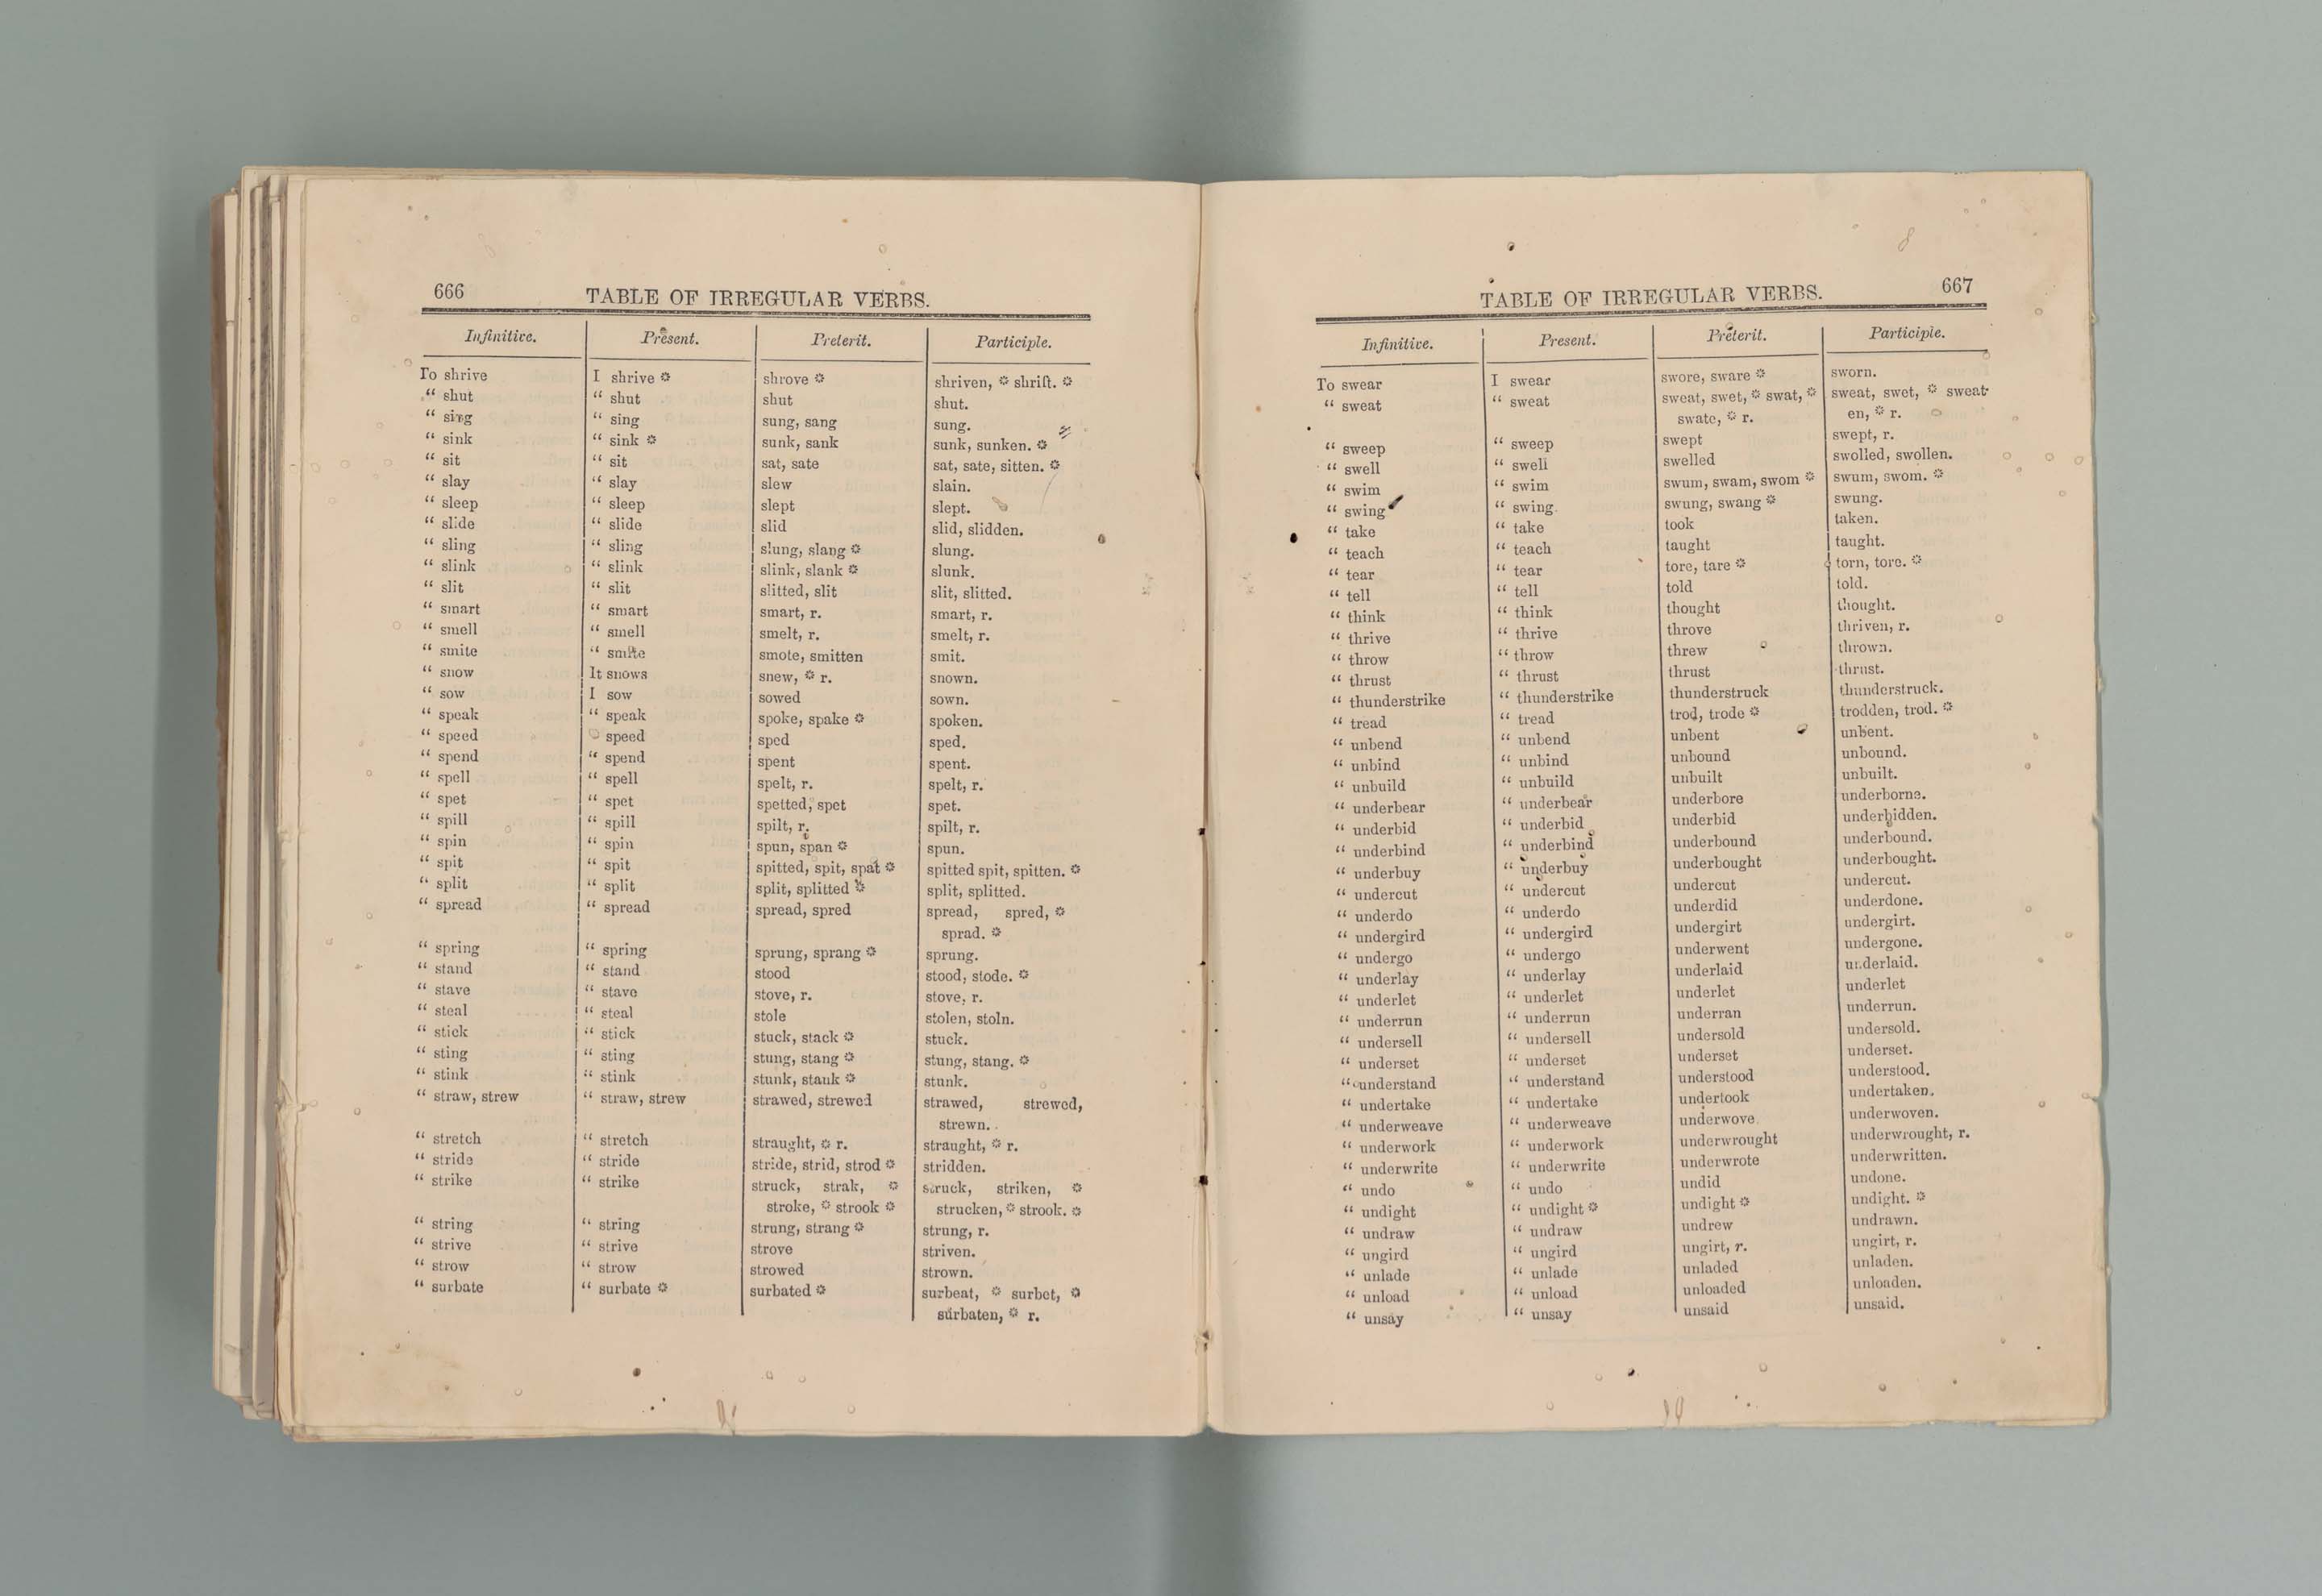 666 TABLE OF IRREGULAR VERBS.
Infinitive. Present. Preterit. Participle.
To shrive I shrive ☼ shrove ☼ shriven, ☼ shrift. ☼
“ shut “ shut shut shut.
“ sing “ sing sung, sang sung.
“ sink “ sink ☼ sunk, sank sunk, sunken. ☼
“ sit “ sit sat, sate sat, sate, sitten. ☼
“ slay “ slay slew slain.
“ sleep “ sleep slept slept.
“ slide “ slide slid slid, slidden.
“ sling “ sling slung, slang ☼ slung.
“ slink “ slink slink, slank ☼ slunk.
“ slit “ slit slitted, slit slit, slitted.
“ smart “ smart smart, r. smart, r.
“ smell “ smell smelt, r. smelt, r.
“ smite “ smite smote, smitten smit.
“ snow It snows snew, ☼ r. snown.
“ sow I sow sowed sown.
“ speak “ speak spoke, spake ☼ spoken.
“ speed speed sped sped.
“ spend “ spend spent spent.
“ spell “ spell spelt, r. spelt, r.
“ spet “ spet spetted, spet spet.
“ spill “ spill spilt, r. spilt, r.
“ spin “ spin spun, span ☼ spun.
“ spit “ spit spitted, spit, spat ☼ spitted spit, spitten. ☼
“ split “ split split, splitted ☼ split, splitted.
“ spread “ spread spread, spred spread, spred, ☼
sprad. ☼
“ spring “ spring sprung, sprang ☼ sprung.
“ stand “ stand stood stood, stode. ☼
“ stave “ stave stove, r. stove, r.
“ steal “ steal stole stolen, stoln.
“ stick “ stick stuck, stack ☼ stuck.
“ sting “ sting stung, stang ☼ stung, stang. ☼
“ stink “ stink stunk, stank ☼ stunk.
“ straw, strew “ straw, strew strawed, strewed strawed, strewed,
strewn.
“ stretch “ stretch straught, ☼ r. straught, ☼ r.
“ stride “ stride stride, strid, strod ☼ stridden.
“ strike “ strike struck, strak, ☼ struck, striken, ☼
stroke, ☼ strook ☼ strucken, ☼ strook. ☼
“ string “ string strung, strang ☼ strung, r.
“ strive “ strive strove striven.
“ strow “ strow strowed strown.
“ surbate “ surbate ☼ surbated ☼ surbeat, ☼ surbet, ☼
surbaten, ☼ r.
TABLE OF IRREGULAR VERBS. 667
Infinitive. Present. Preterit. Participle.
To swear I swear swore, sware ☼ sworn.
“ sweat “ sweat sweat, swet, ☼ swat, ☼ sweat, swet, ☼ sweat-
swate, ☼ r. en, ☼ r.
“ sweep “ sweep swept swept, r.
“ swell “ swell swelled swolled, swollen.
“ swim “ swim swum, swam, swom ☼ swum, swom. ☼
“ swing “ swing swung, swang ☼ swung.
“ take “ take took taken.
“ teach “ teach taught taught.
“ tear “ tear tore, tare ☼ torn, tore. ☼
“ tell “ tell told told.
“ think “ think thought thought.
“ thrive “ thrive throve thriven, r.
“ throw “ throw threw thrown.
“ thrust “ thrust thrust thrust.
“ thunderstrike “ thunderstrike thunderstruck thunderstruck.
“ tread “ tread trod, trode ☼ trodden, trod. ☼
“ unbend “ unbend unbent unbent.
“ unbind “ unbind unbound unbound.
“ unbuild “ unbuild unbuilt unbuilt.
“ underbear “ underbear underbore underborne.
“ underbid “ underbid underbid underbidden.
“ underbind “ underbind underbound underbound.
“ underbuy “ underbuy underbought underbought.
“ undercut “ undercut undercut undercut.
“ underdo “ underdo underdid underdone.
“ undergird “ undergird undergirt undergirt.
“ undergo “ undergo underwent undergone.
“ underlay “ underlay underlaid underlaid.
“ underlet “ underlet underlet underlet
“ underrun “ underrun underran underrun.
“ undersell “ undersell undersold undersold.
“ underset “ underset underset underset.
“ understand “ understand understood understood.
“ undertake “ undertake undertook undertaken.
“ underweave “ underweave underwove underwoven.
“ underwork “ underwork underwrought underwrought, r.
“ underwrite “ underwrite underwrote underwritten.
“ undo “ undo undid undone.
“ undight “ undight ☼ undight ☼ undight. ☼
“ undraw “ undraw undrew undrawn.
“ ungird “ ungird ungirt, r. ungirt, r.
“ unlade “ unlade unladed unladen.
“ unload “ unload unloaded unloaden.
“ unsay “ unsay unsaid unsaid.